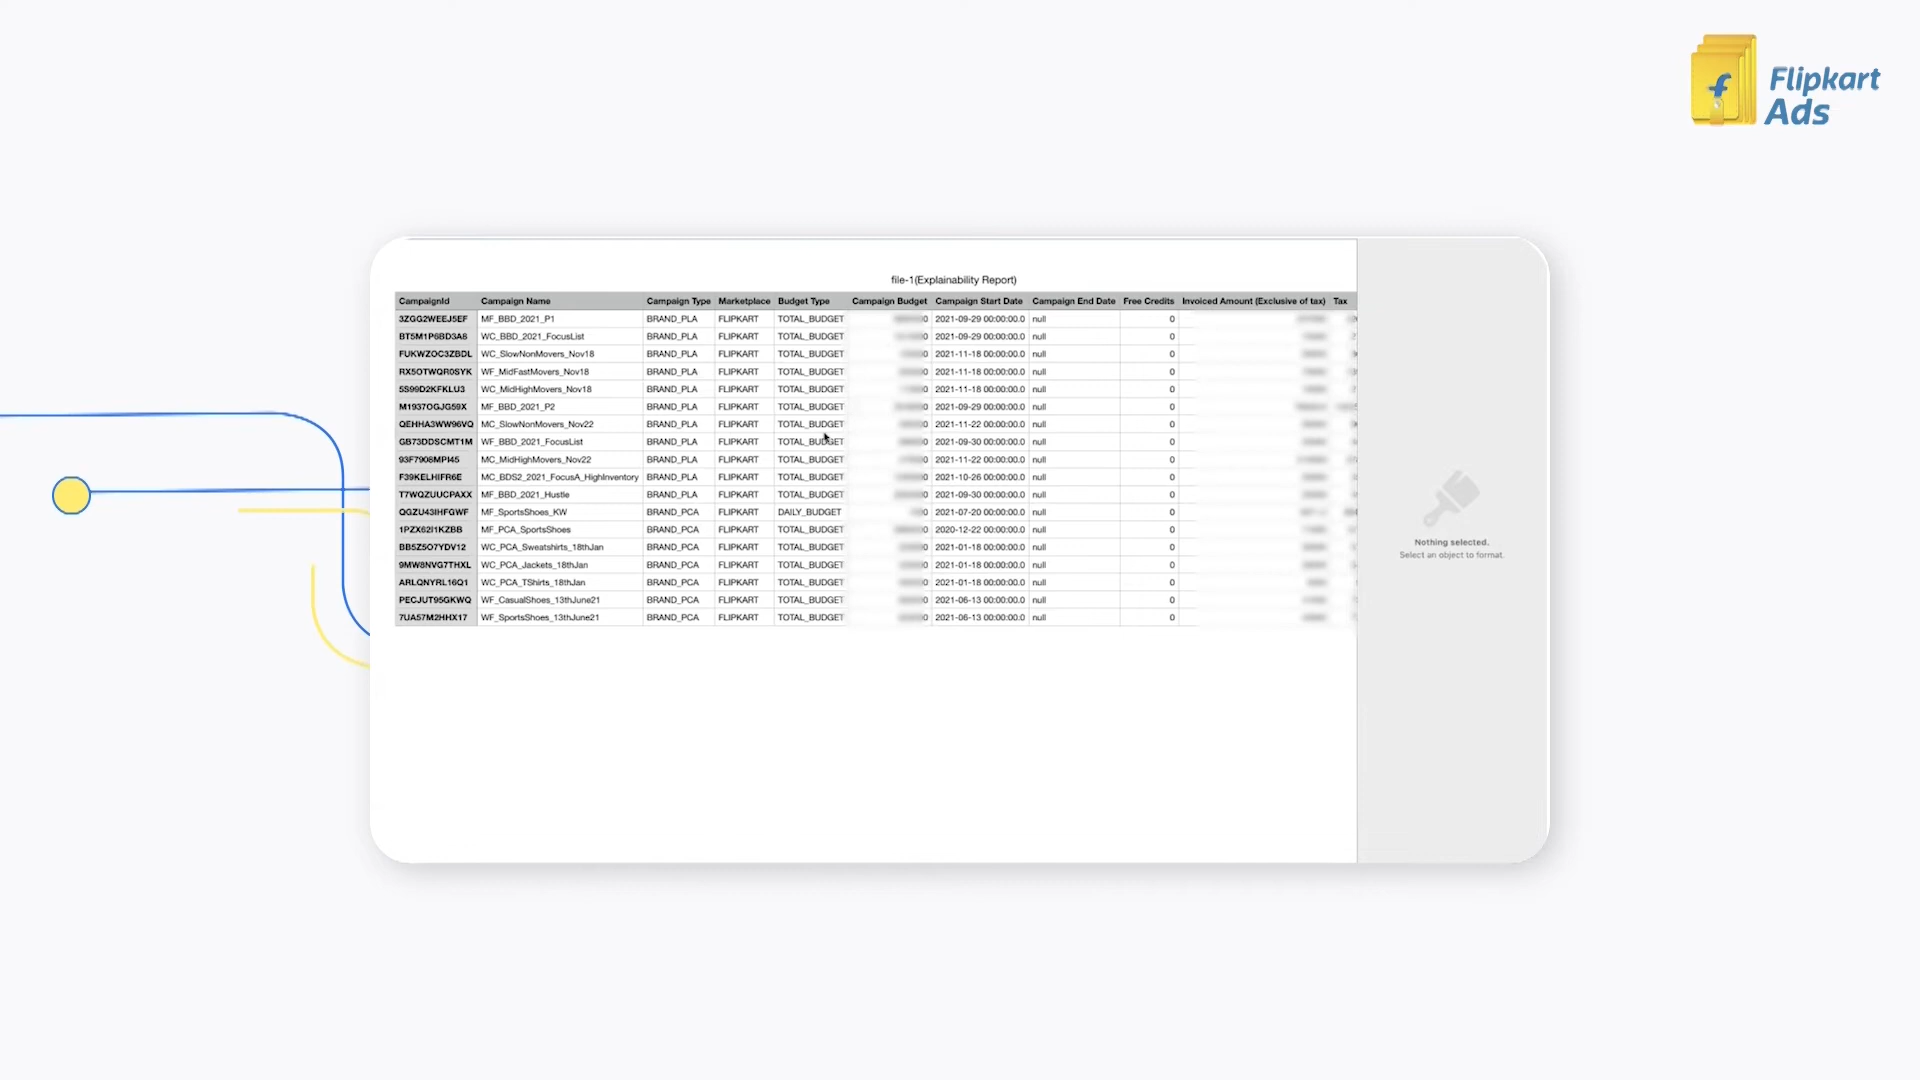 Flipkart
Ads
file-1(Explainability Report)
CampaignId Campaign Name Campaign Type Marketplace Budget Type Campaign Budget Campaign Start Date Campaign End Date Free Credits Invoiced Amount (Exclusive of tax) Tax
3ZGG2WEEJ5EF MF_BBD_2021_P1 BRAND_PLA FLIPKART TOTAL_BUDGET 2021-09-29 00:00:00.0 null 0
BT5M1P6BD3A8 WC_BBD_2021_FocusList BRAND_PLA FLIPKART TOTAL_BUDGET 2021-09-29 00:00:00.0 null 0
FUKWZOC3ZBDL WC_SlowNonMovers_Nov18 BRAND_PLA FLIPKART TOTAL_BUDGET 2021-11-18 00:00:00.0 null 0
RX5OTWQR0SYK WF_MidFastMovers_Nov18 BRAND_PLA FLIPKART TOTAL_BUDGET 2021-11-18 00:00:00.0 null 0
5S99D2KFKLU3 WC_MidHighMovers_Nov18 BRAND_PLA FLIPKART TOTAL_BUDGET 2021-11-18 00:00:00.0 null 0
M1937OGJG59X MF_BBD_2021_P2 BRAND_PLA FLIPKART TOTAL_BUDGET 2021-09-29 00:00:00.0 null 0
QEHHA3WW96VQ MC_SlowNonMovers_Nov22 BRAND_PLA FLIPKART TOTAL_BUDGET 2021-11-22 00:00:00.0 null 0
GB73DDSCMT1M WF_BBD_2021_FocusList BRAND_PLA FLIPKART TOTAL_BUDGET 2021-09-30 00:00:00.0 null 0
93F7908MPI45 MC_MidHighMovers_Nov22 BRAND_PLA FLIPKART TOTAL_BUDGET 2021-11-22 00:00:00.0 null 0
F39KELHIFR6E MC_BDS2_2021_FocusA_HighInventory BRAND_PLA FLIPKART TOTAL_BUDGET 2021-10-26 00:00:00.0 null 0
T7WQZUUCPAXX MF_BBD_2021_Hustle BRAND_PLA FLIPKART TOTAL_BUDGET 2021-09-30 00:00:00.0 null 0
QGZU43IHFGWF MF_SportsShoes_KW BRAND_PCA FLIPKART DAILY_BUDGET 2021-07-20 00:00:00.0 null 0
1PZX62I1KZBB MF_PCA_SportsShoes BRAND_PCA FLIPKART TOTAL_BUDGET 2020-12-22 00:00:00.0 null 0
BB5Z5O7YDV12 WC_PCA_Sweatshirts_18thJan BRAND_PCA FLIPKART TOTAL_BUDGET 2021-01-18 00:00:00.0 null 0
9MW8NVG7THXL WC_PCA_Jackets_18thJan BRAND_PCA FLIPKART TOTAL_BUDGET 2021-01-18 00:00:00.0 null 0
ARLQNYRL16Q1 WC_PCA_TShirts_18thJan BRAND_PCA FLIPKART TOTAL_BUDGET 2021-01-18 00:00:00.0 null 0
PECJUT95GKWQ WF_CasualShoes_13thJune21 BRAND_PCA FLIPKART TOTAL_BUDGET 2021-06-13 00:00:00.0 null 0
7UA57M2HHX17 WF_SportsShoes_13thJune21 BRAND_PCA FLIPKART TOTAL_BUDGET 2021-06-13 00:00:00.0 null 0
Nothing selected.
Select an object to format.